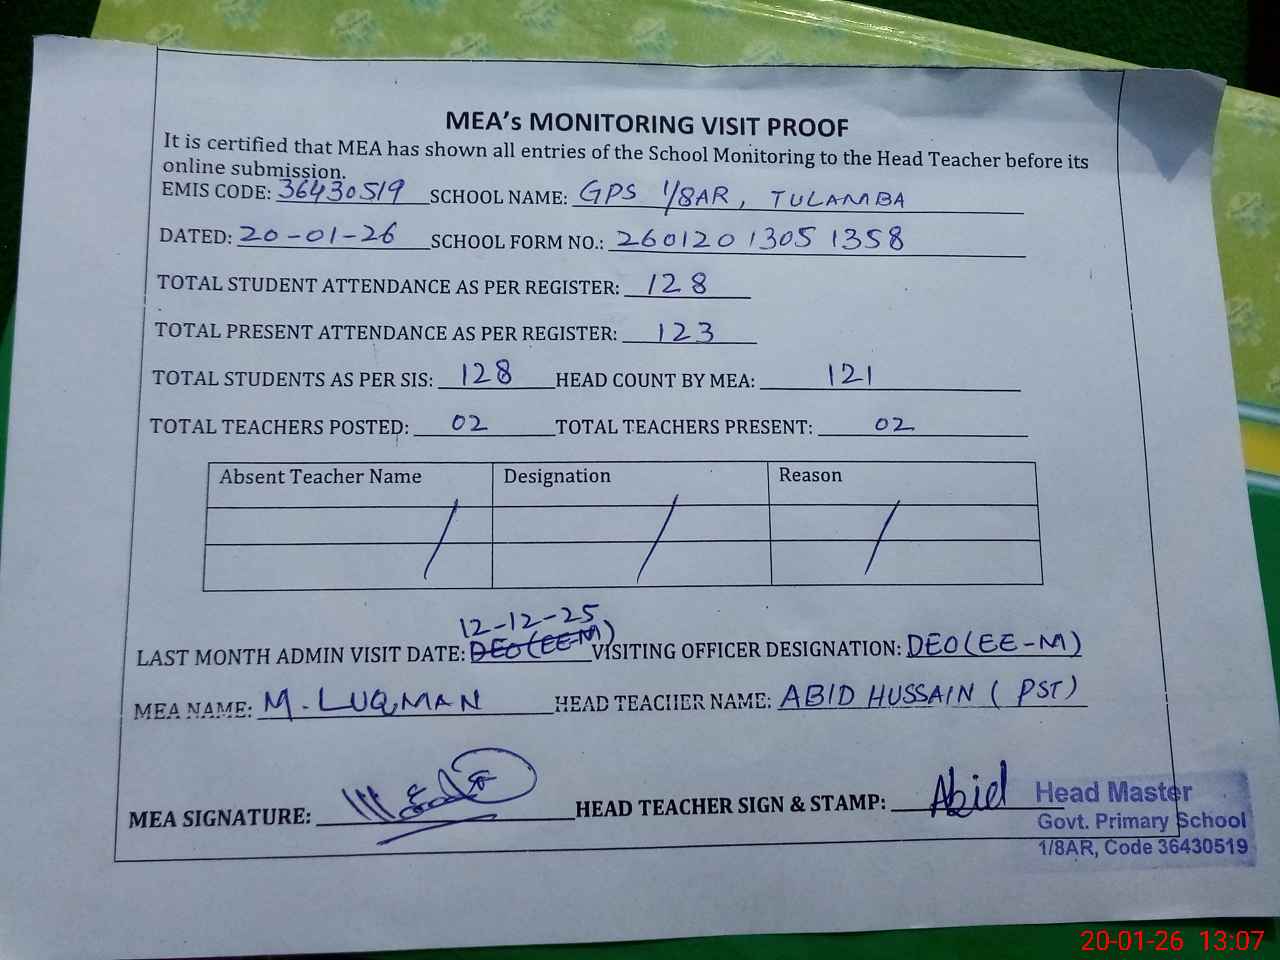 MEA's MONITORING VISIT PROOF
It is certified that MEA has shown all entries of the School Monitoring to the Head Teacher before its
online submission.
EMIS CODE: 36430519 SCHOOL NAME: GPS 1/8AR, TULAMBA
DATED: 20-01-26 SCHOOL FORM NO.: 2601201305 1358
TOTAL STUDENT ATTENDANCE AS PER REGISTER: 128
TOTAL PRESENT ATTENDANCE AS PER REGISTER: 123
TOTAL STUDENTS AS PER SIS: 128 HEAD COUNT BY MEA: 121
TOTAL TEACHERS POSTED: 02 TOTAL TEACHERS PRESENT: 02
Absent Teacher Name Designation Reason
/ / /
12-12-25
LAST MONTH ADMIN VISIT DATE: DEO(EE-M) VISITING OFFICER DESIGNATION: DEO(EE-M)
MEA NAME: M. LUQMAN HEAD TEACHER NAME: ABID HUSSAIN (PST)
MEA SIGNATURE: HEAD TEACHER SIGN & STAMP: Abid
Head Master
Govt. Primary School
1/8AR, Code 36430519
20-01-26 13:07